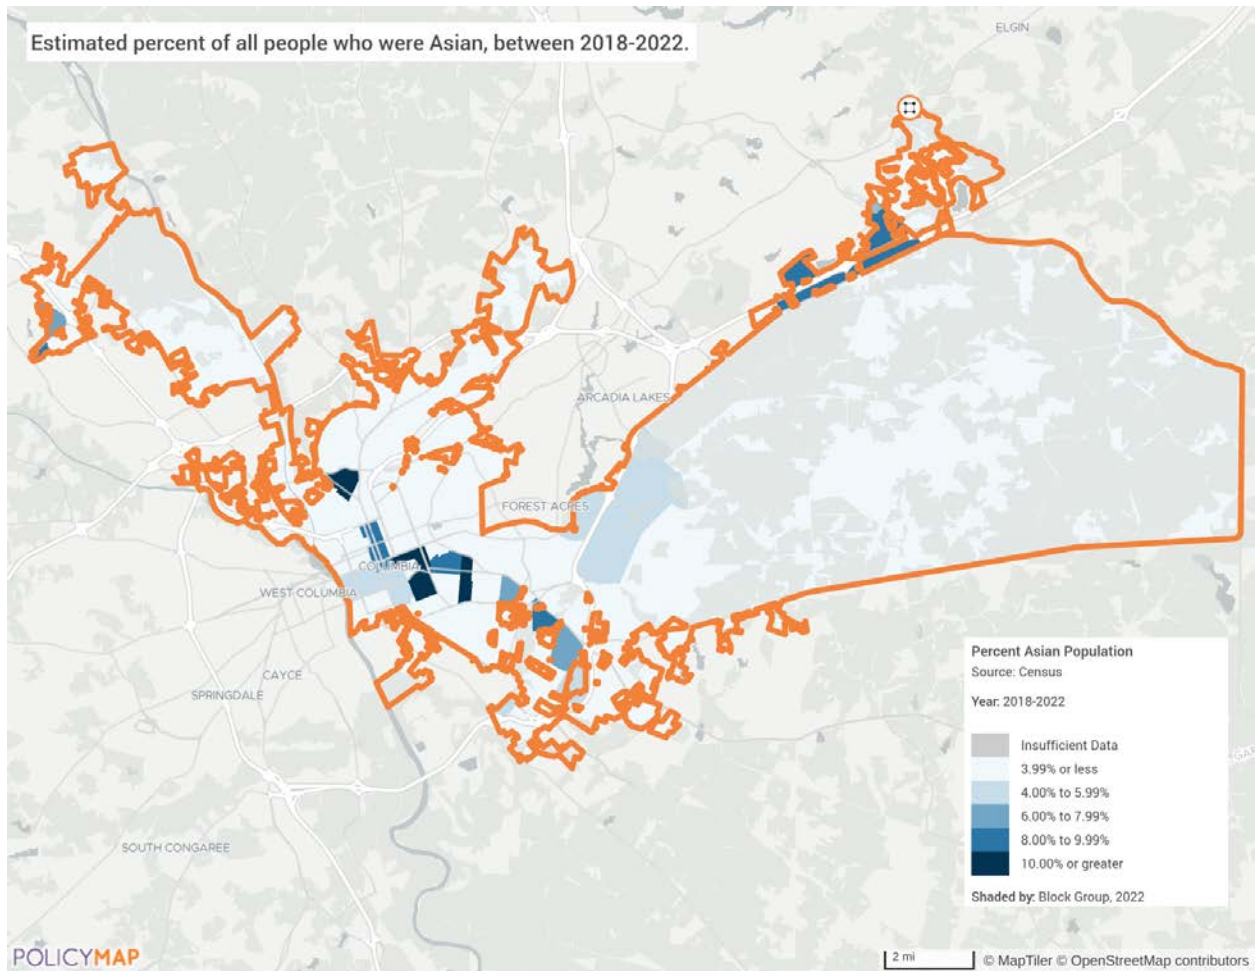 Estimated percent of all people who were Asian, between 2018-2022.
ELGIN
ARCADIA LAKES
FOREST ACRES
COLUMBIA
WEST COLUMBIA
CAYCE
SPRINGDALE
SOUTH CONGAREE
Percent Asian Population
Source: Census
Year: 2018-2022
Insufficient Data
3.99% or less
4.00% to 5.99%
6.00% to 7.99%
8.00% to 9.99%
10.00% or greater
Shaded by: Block Group, 2022
POLICYMAP
2 mi
© MapTiler © OpenStreetMap contributors